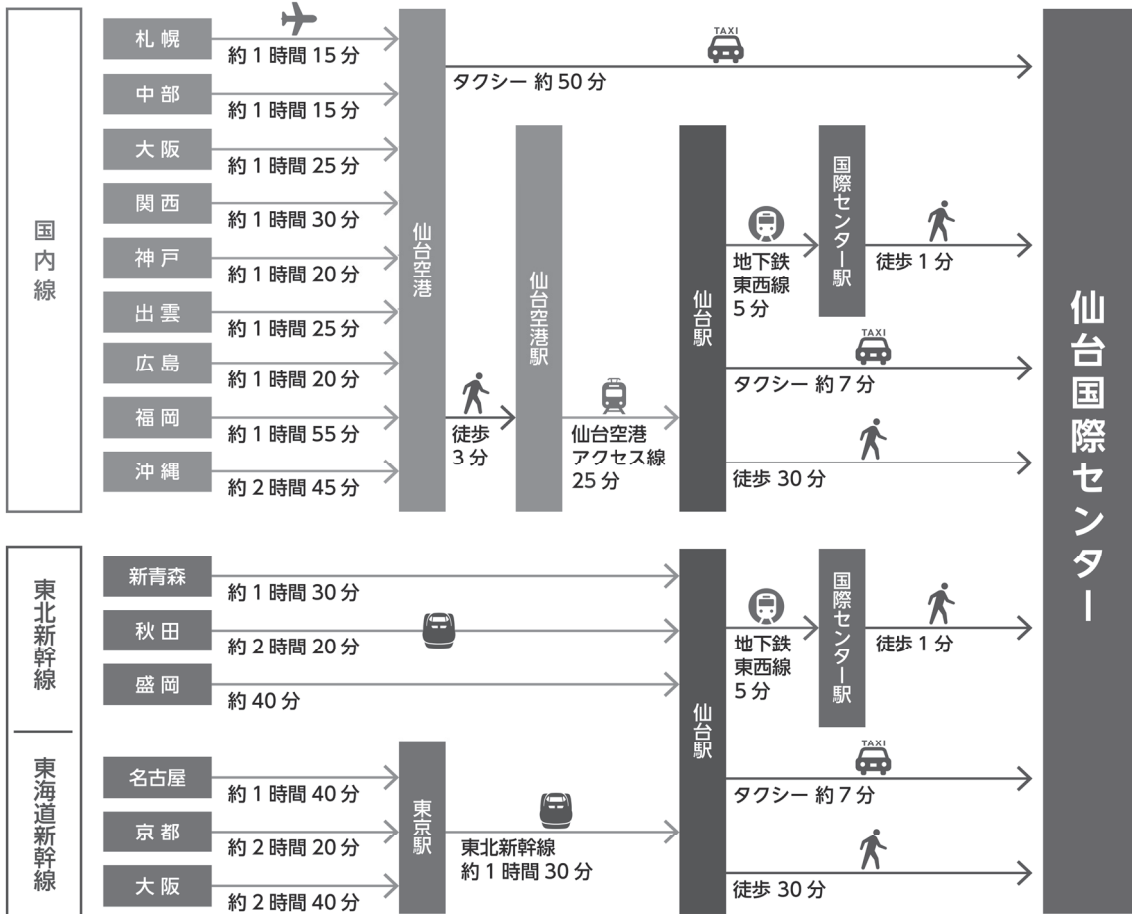 国内線
札幌
約1時間15分
中部
約1時間15分
大阪
約1時間25分
関西
約1時間30分
神戸
約1時間20分
出雲
約1時間25分
広島
約1時間20分
福岡
約1時間55分
沖縄
約2時間45分
仙台空港
TAXI
タクシー 約50分
徒歩
3分
仙台空港駅
仙台空港
アクセス線
25分
仙台駅
地下鉄
東西線
5分
国際センター駅
徒歩1分
TAXI
タクシー 約7分
徒歩30分
仙台国際センター
東北新幹線
新青森
約1時間30分
秋田
約2時間20分
盛岡
約40分
東海道新幹線
名古屋
約1時間40分
京都
約2時間20分
大阪
約2時間40分
東京駅
東北新幹線
約1時間30分
仙台駅
地下鉄
東西線
5分
国際センター駅
徒歩1分
TAXI
タクシー 約7分
徒歩30分